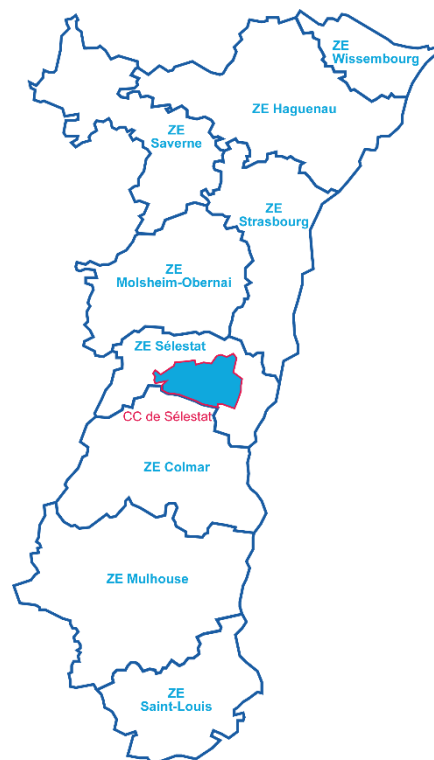 ZE
Wissembourg
ZE Haguenau
ZE
Saverne
ZE
Strasbourg
ZE
Molsheim-Obernai
ZE Sélestat
CC de Sélestat
ZE Colmar
ZE Mulhouse
ZE
Saint-Louis